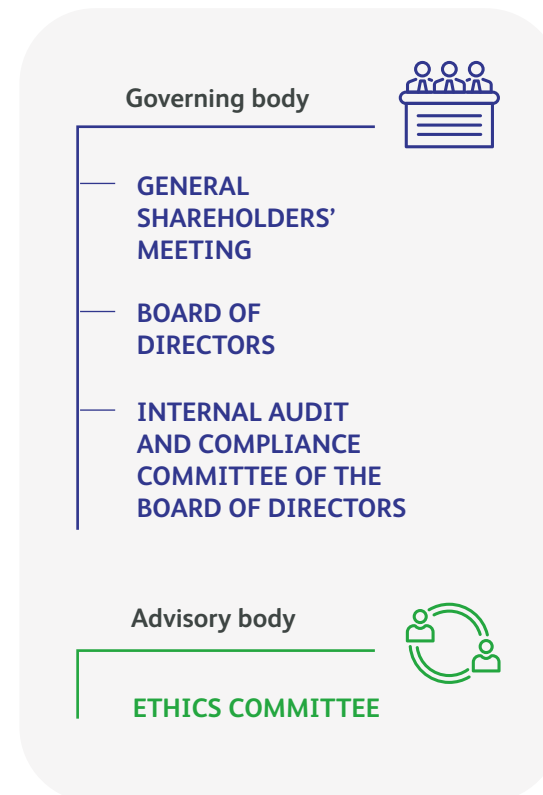 Governing body
GENERAL
SHAREHOLDERS’
MEETING
BOARD OF
DIRECTORS
INTERNAL AUDIT
AND COMPLIANCE
COMMITTEE OF THE
BOARD OF DIRECTORS
Advisory body
ETHICS COMMITTEE